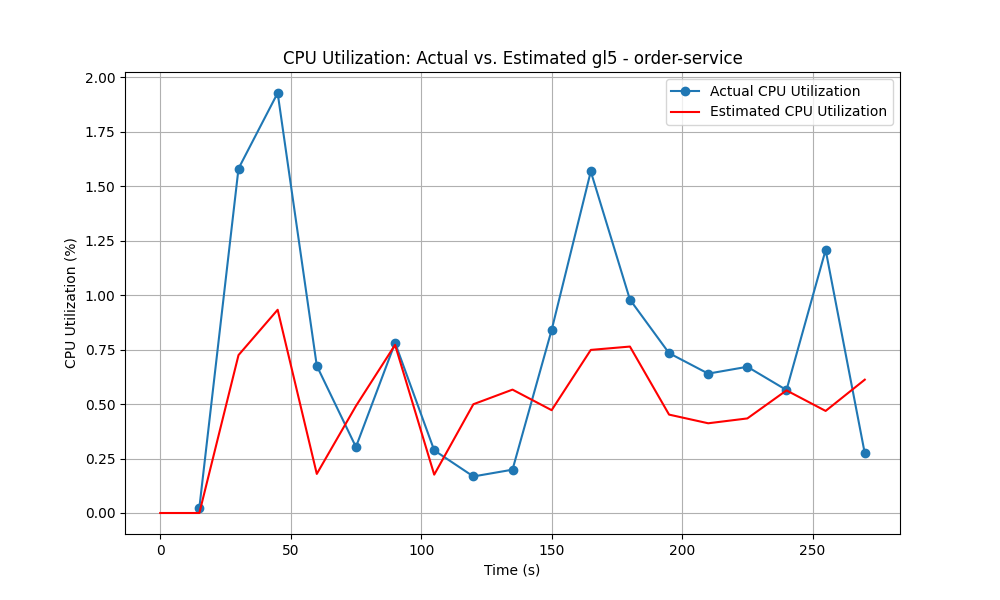 CPU Utilization: Actual vs. Estimated gl5 - order-service
Actual CPU Utilization
Estimated CPU Utilization
CPU Utilization (%)
2.00
1.75
1.50
1.25
1.00
0.75
0.50
0.25
0.00
0 50 100 150 200 250
Time (s)